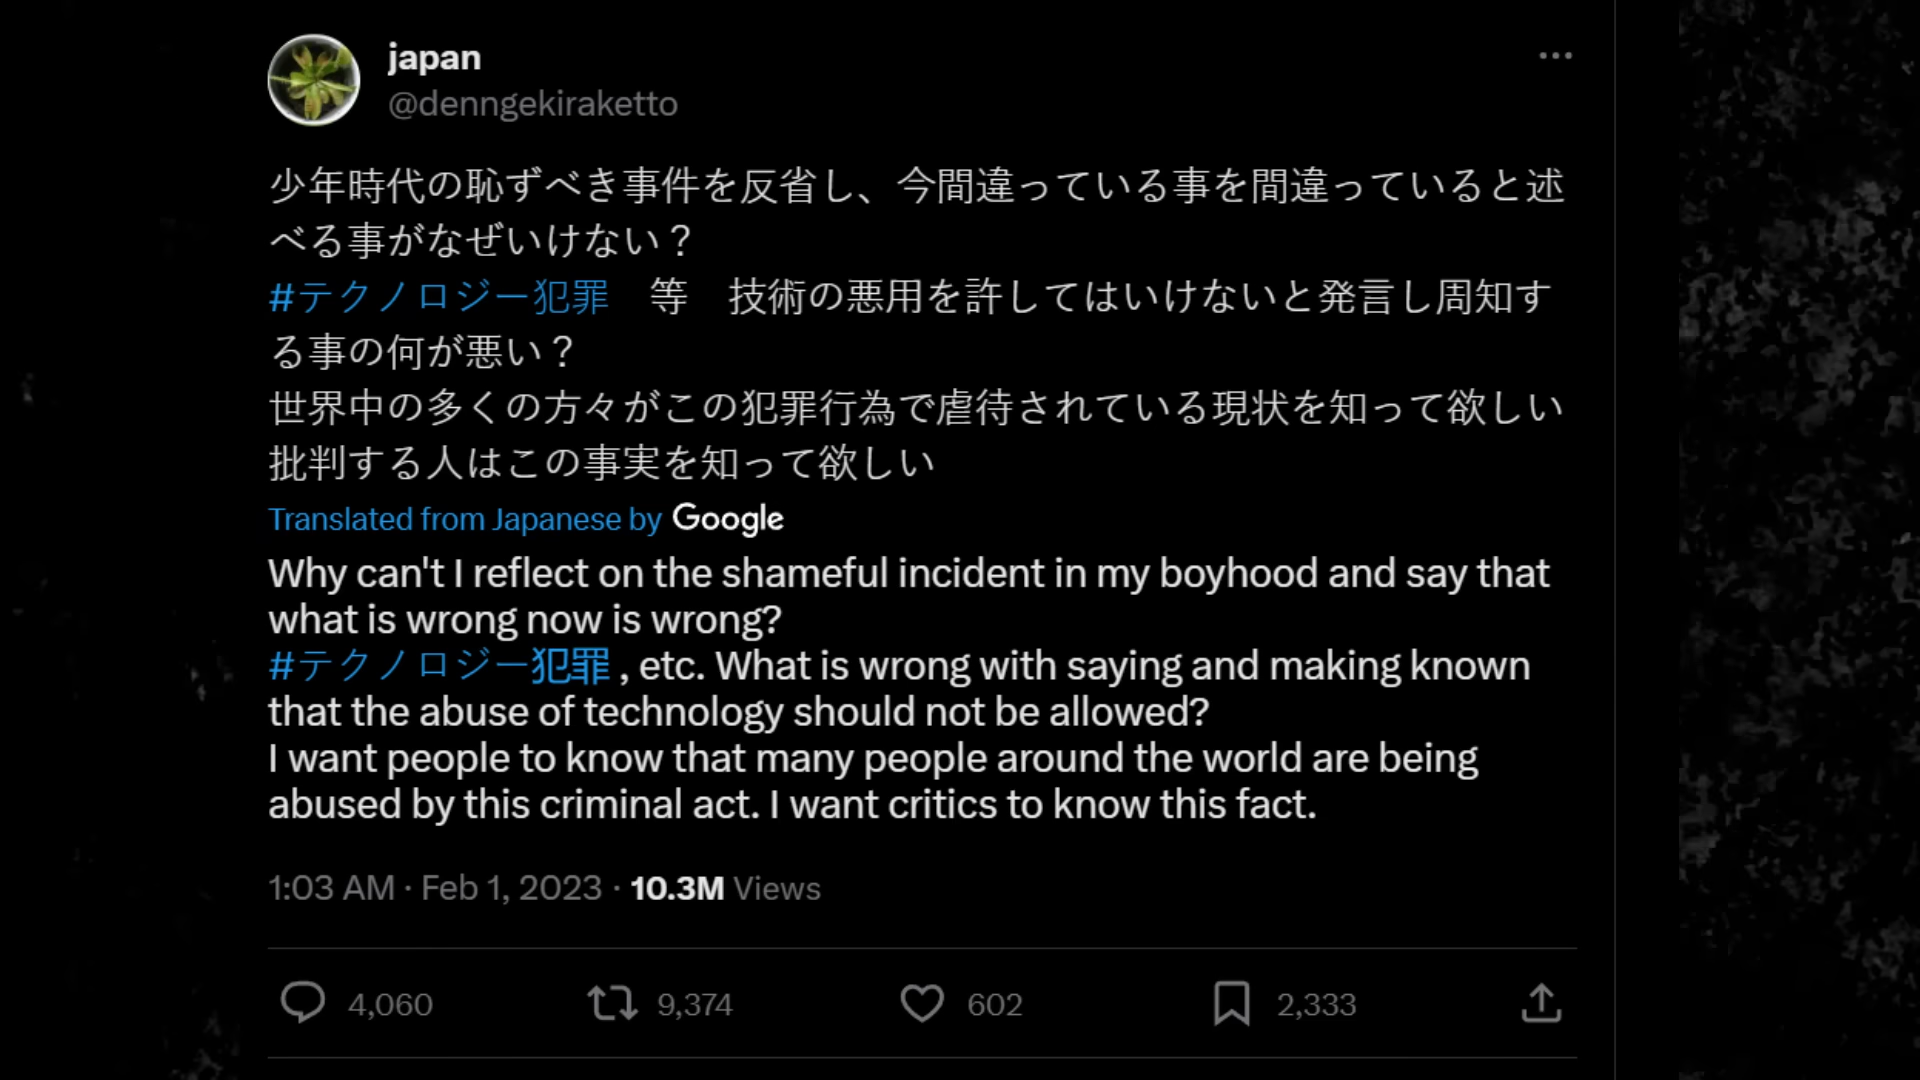 japan
@denngekiraketto
少年時代の恥ずべき事件を反省し、今間違っている事を間違っていると述
べる事がなぜいけない？
#テクノロジー犯罪　等　技術の悪用を許してはいけないと発言し周知す
る事の何が悪い？
世界中の多くの方々がこの犯罪行為で虐待されている現状を知って欲しい
批判する人はこの事実を知って欲しい
Translated from Japanese by Google
Why can't I reflect on the shameful incident in my boyhood and say that
what is wrong now is wrong?
#テクノロジー犯罪 , etc. What is wrong with saying and making known
that the abuse of technology should not be allowed?
I want people to know that many people around the world are being
abused by this criminal act. I want critics to know this fact.
1:03 AM · Feb 1, 2023 · 10.3M Views
4,060 9,374 602 2,333